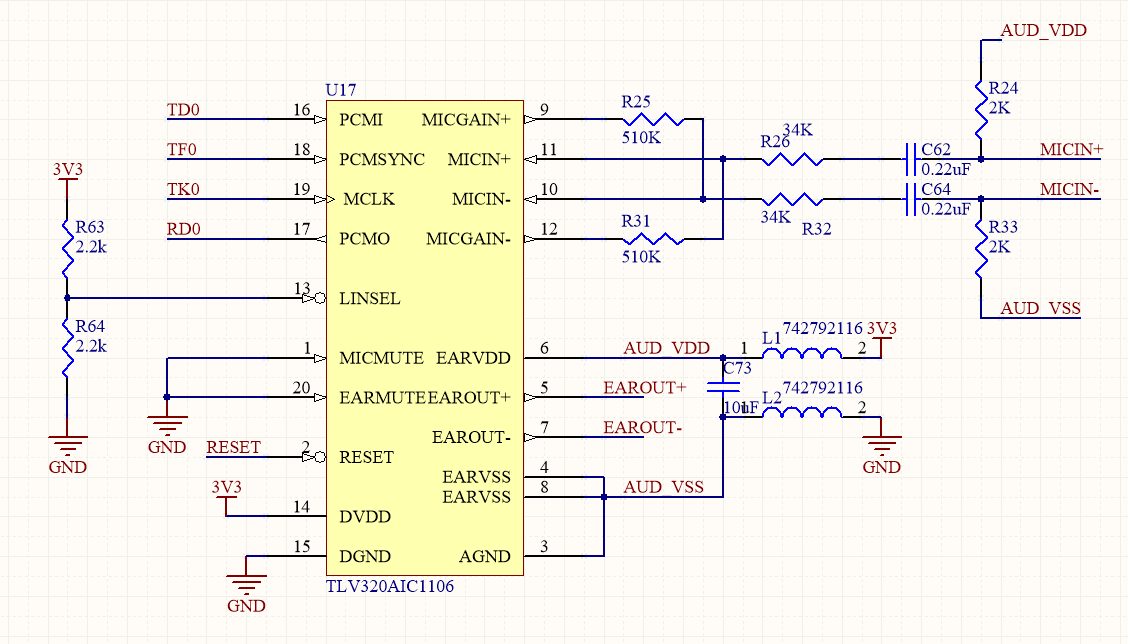 AUD_VDD
U17
R24
2K
TD0
16
PCMI
MICGAIN+
9
R25
510K
34K
R26
TF0
18
PCMSYNC
MICIN+
11
C62
0.22uF
MICIN+
3V3
TK0
19
MCLK
MICIN-
10
C64
0.22uF
MICIN-
34K
R32
R63
2.2k
RD0
17
PCMO
MICGAIN-
12
R31
510K
R33
2K
13
LINSEL
AUD_VSS
R64
2.2k
1
MICMUTE
EARVDD
6
AUD_VDD
1
L1
742792116
2
3V3
C73
10uF
20
EARMUTE
EAROUT+
5
EAROUT+
1
L2
742792116
2
GND
GND
EAROUT-
7
EAROUT-
RESET
2
RESET
GND
GND
EARVSS
4
EARVSS
8
AUD_VSS
3V3
14
DVDD
15
DGND
AGND
3
TLV320AIC1106
GND